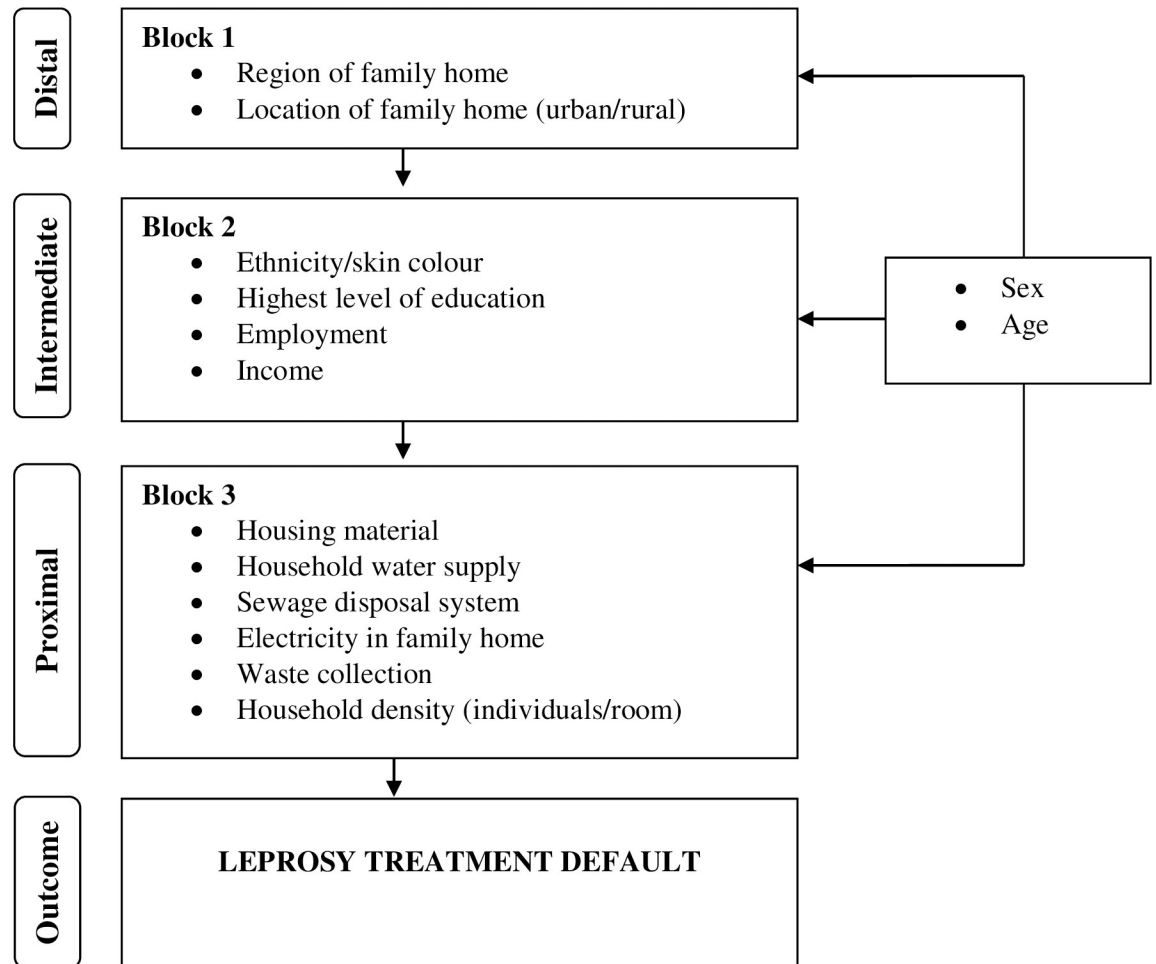 Distal
Block 1
• Region of family home
• Location of family home (urban/rural)
Intermediate
Block 2
• Ethnicity/skin colour
• Highest level of education
• Employment
• Income
• Sex
• Age
Proximal
Block 3
• Housing material
• Household water supply
• Sewage disposal system
• Electricity in family home
• Waste collection
• Household density (individuals/room)
Outcome
LEPROSY TREATMENT DEFAULT